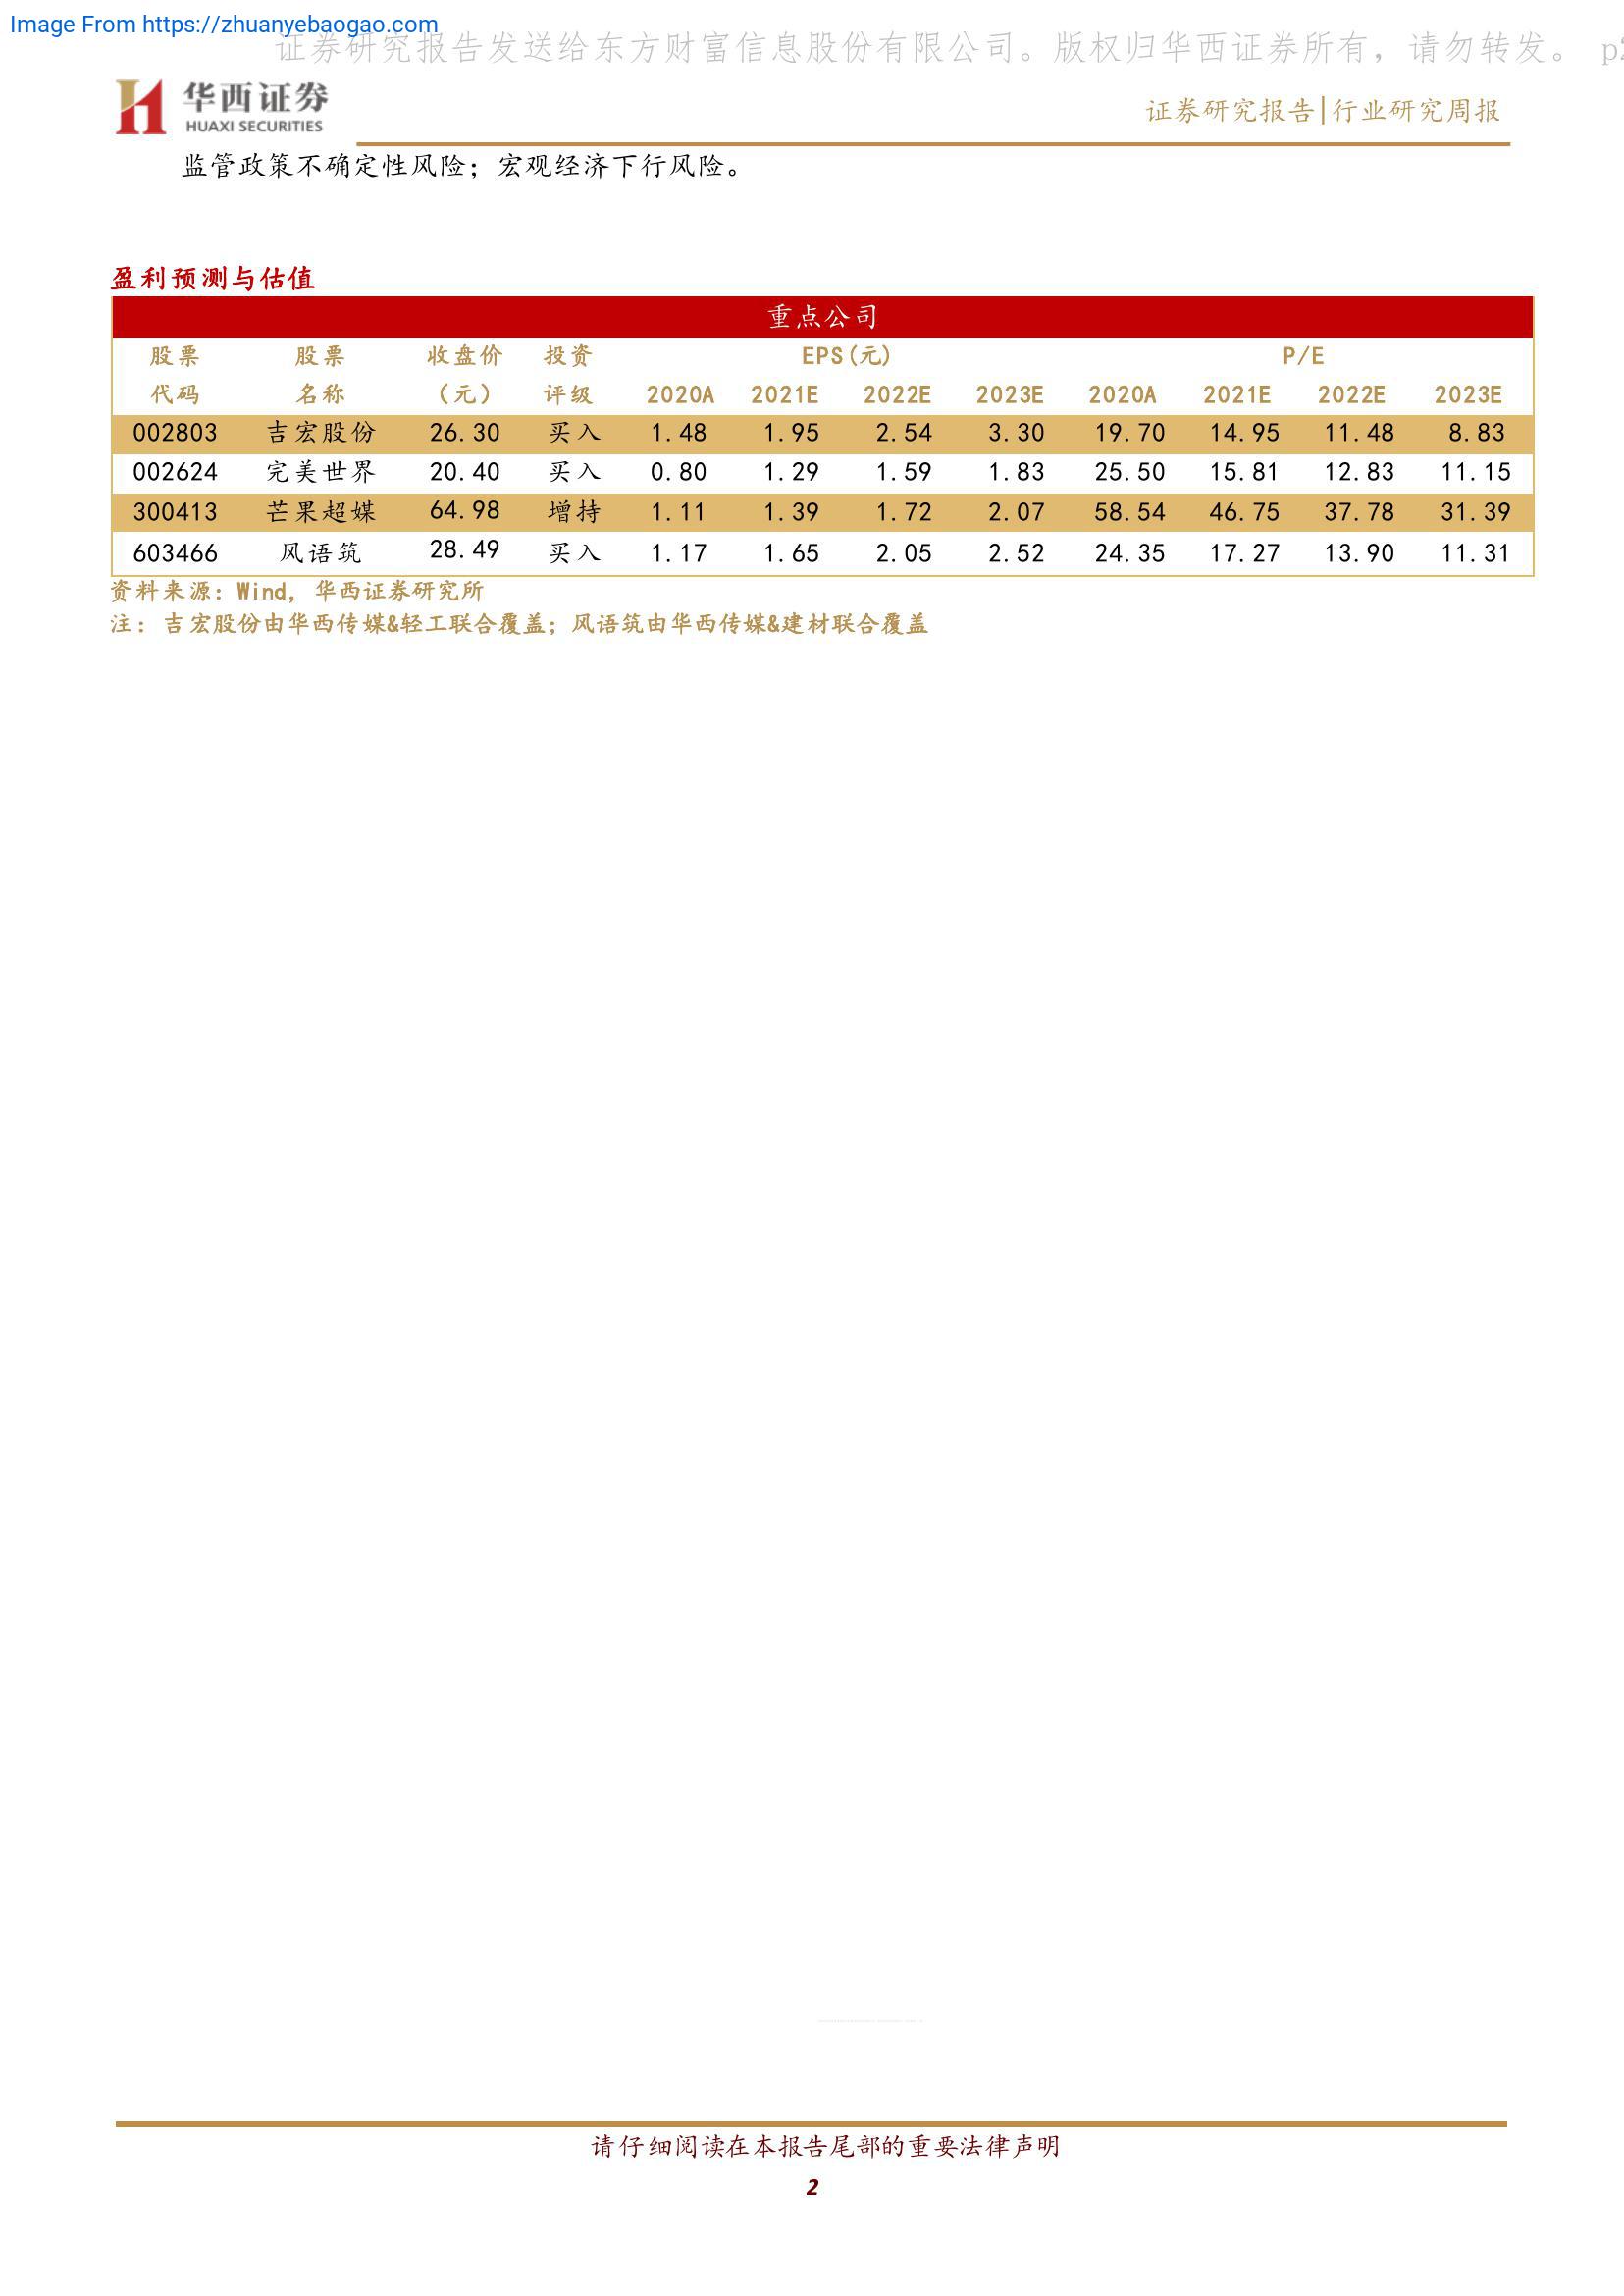 Image From https://zhuanyebaogao.com
证券研究报告发送给东方财富信息股份有限公司。版权归华西证券所有，请勿转发。 p2
华西证券
HUAXI SECURITIES
证券研究报告|行业研究周报
监管政策不确定性风险；宏观经济下行风险。
盈利预测与估值
重点公司
股票 股票 收盘价 投资 EPS(元) P/E
代码 名称 （元） 评级 2020A 2021E 2022E 2023E 2020A 2021E 2022E 2023E
002803 吉宏股份 26.30 买入 1.48 1.95 2.54 3.30 19.70 14.95 11.48 8.83
002624 完美世界 20.40 买入 0.80 1.29 1.59 1.83 25.50 15.81 12.83 11.15
300413 芒果超媒 64.98 增持 1.11 1.39 1.72 2.07 58.54 46.75 37.78 31.39
603466 风语筑 28.49 买入 1.17 1.65 2.05 2.52 24.35 17.27 13.90 11.31
资料来源：Wind，华西证券研究所
注：吉宏股份由华西传媒&轻工联合覆盖；风语筑由华西传媒&建材联合覆盖
请仔细阅读在本报告尾部的重要法律声明
2